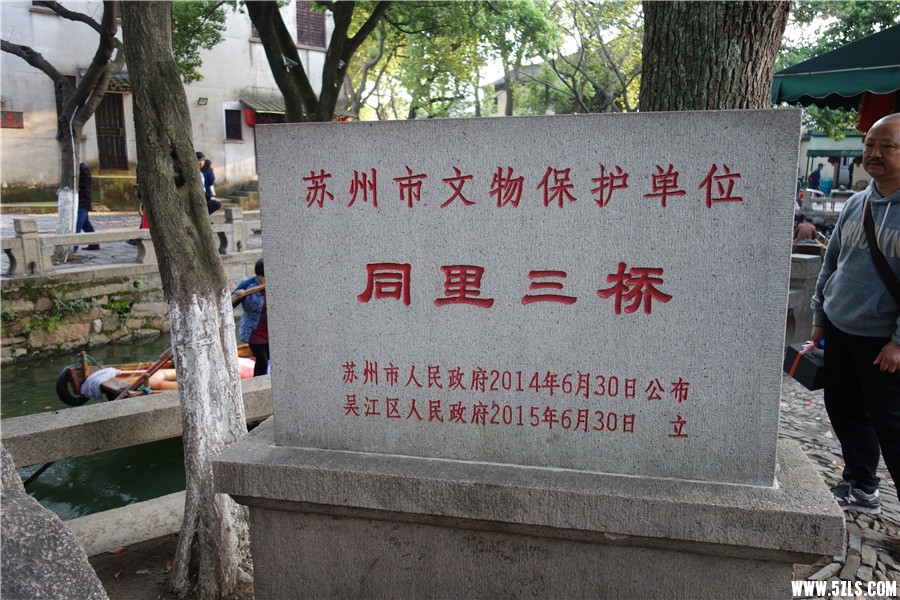 苏州市文物保护单位
同里三桥
苏州市人民政府2014年6月30日公布
吴江区人民政府2015年6月30日 立
WWW.5ZLS.COM